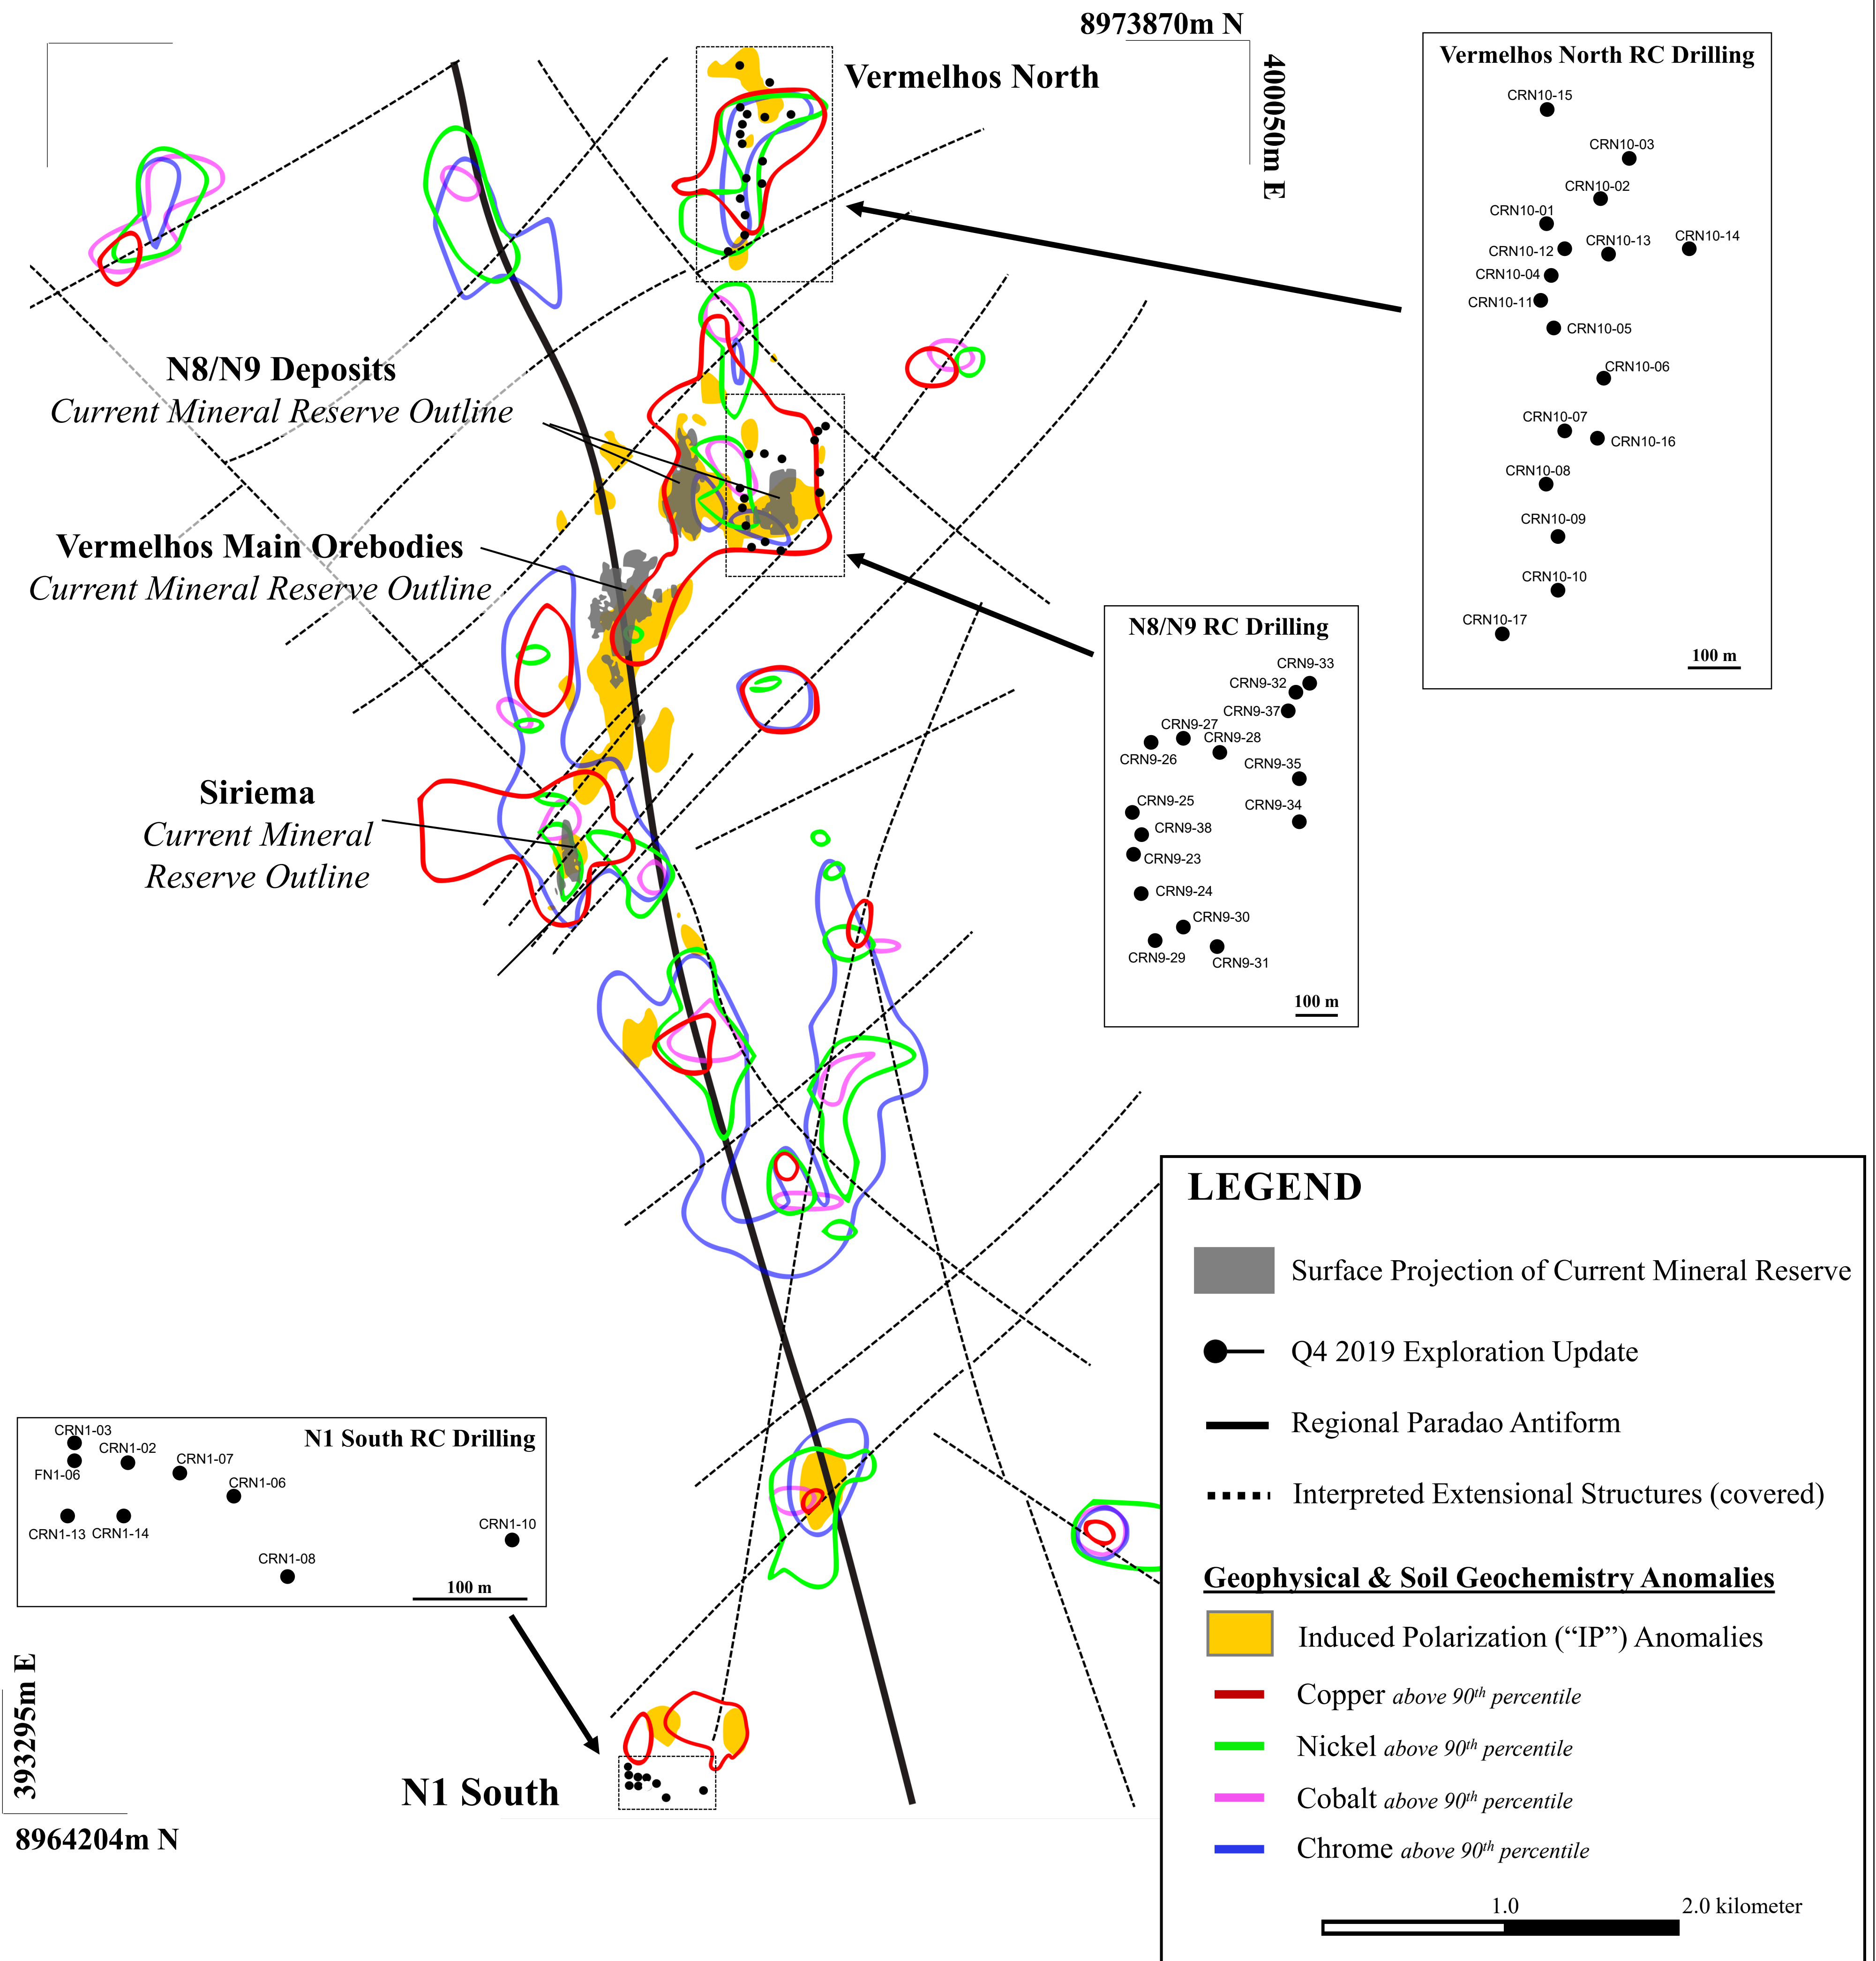 8973870m N
400050m E
Vermelhos North
Vermelhos North RC Drilling
CRN10-15
CRN10-03
CRN10-02
CRN10-01
CRN10-12
CRN10-13
CRN10-14
CRN10-04
CRN10-11
CRN10-05
CRN10-06
CRN10-07
CRN10-16
CRN10-08
CRN10-09
CRN10-10
CRN10-17
100 m
N8/N9 Deposits
Current Mineral Reserve Outline
Vermelhos Main Orebodies
Current Mineral Reserve Outline
Siriema
Current Mineral
Reserve Outline
N8/N9 RC Drilling
CRN9-33
CRN9-32
CRN9-37
CRN9-27
CRN9-28
CRN9-26
CRN9-35
CRN9-25
CRN9-34
CRN9-38
CRN9-23
CRN9-24
CRN9-30
CRN9-29
CRN9-31
100 m
N1 South RC Drilling
CRN1-03
CRN1-02
CRN1-07
FN1-06
CRN1-06
CRN1-13
CRN1-14
CRN1-10
CRN1-08
100 m
N1 South
393295m E
8964204m N
LEGEND
Surface Projection of Current Mineral Reserve
Q4 2019 Exploration Update
Regional Paradao Antiform
Interpreted Extensional Structures (covered)
Geophysical & Soil Geochemistry Anomalies
Induced Polarization (“IP”) Anomalies
Copper above 90th percentile
Nickel above 90th percentile
Cobalt above 90th percentile
Chrome above 90th percentile
1.0 2.0 kilometer